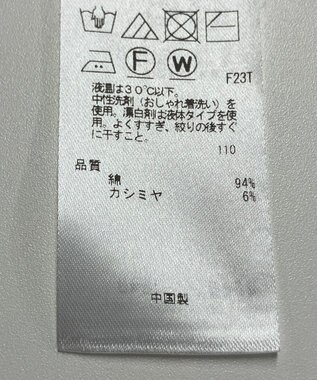 F W
F23T
液温は30℃以下。
中性洗剤(おしゃれ着洗い)を
使用。漂白剤は液体タイプを使
用。よくすすぎ、絞りの後すぐ
に干すこと。
110
品質
綿 94%
カシミヤ 6%
中国製